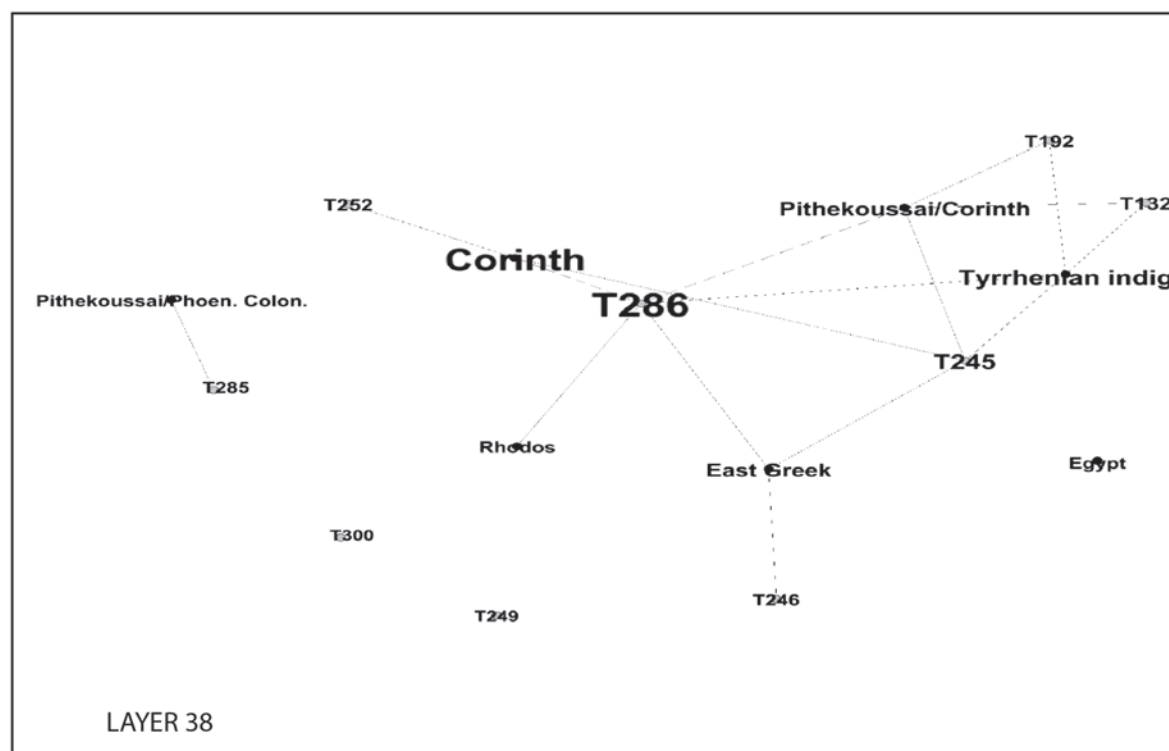 T192
T252
Pithekoussai/Corinth
T132
Corinth
Tyrrhenian indig
Pithekoussai/Phoen. Colon.
T286
T245
T285
Rhodos
East Greek
Egypt
T300
T246
T249
LAYER 38